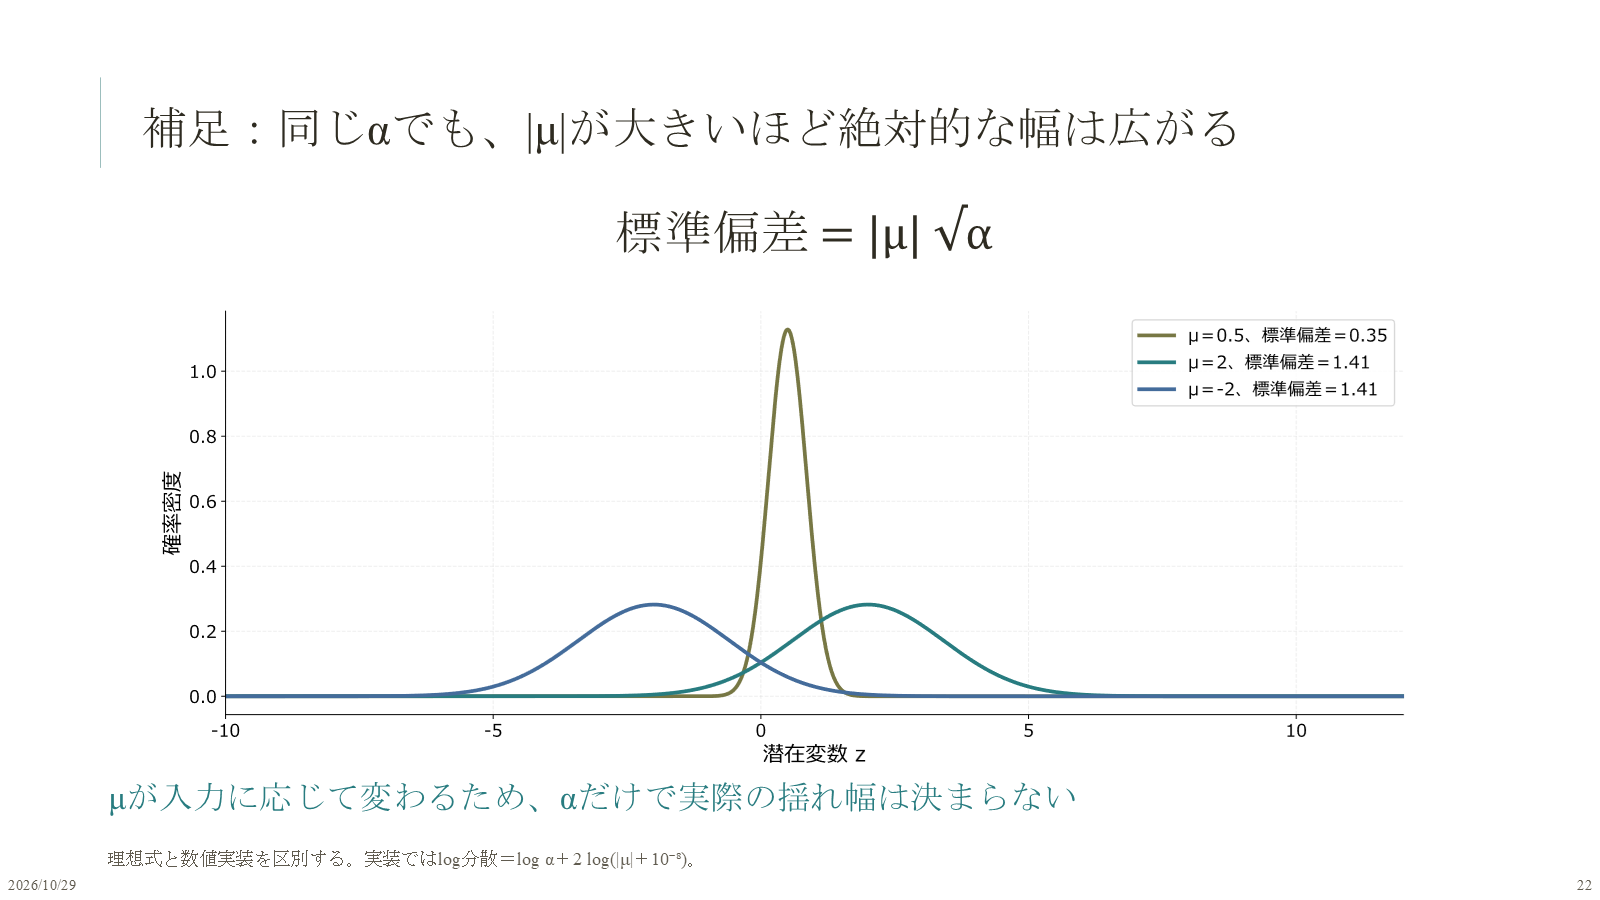 補足：同じαでも、|μ|が大きいほど絶対的な幅は広がる
標準偏差 = |μ| √α
μ=0.5、標準偏差=0.35
μ=2、標準偏差=1.41
μ=-2、標準偏差=1.41
確率密度
1.0
0.8
0.6
0.4
0.2
0.0
-10 -5 0 5 10
潜在変数 z
μが入力に応じて変わるため、αだけで実際の揺れ幅は決まらない
理想式と数値実装を区別する。実装ではlog分散＝log α＋2 log(|μ|＋10⁻⁸)。
2026/10/29
22